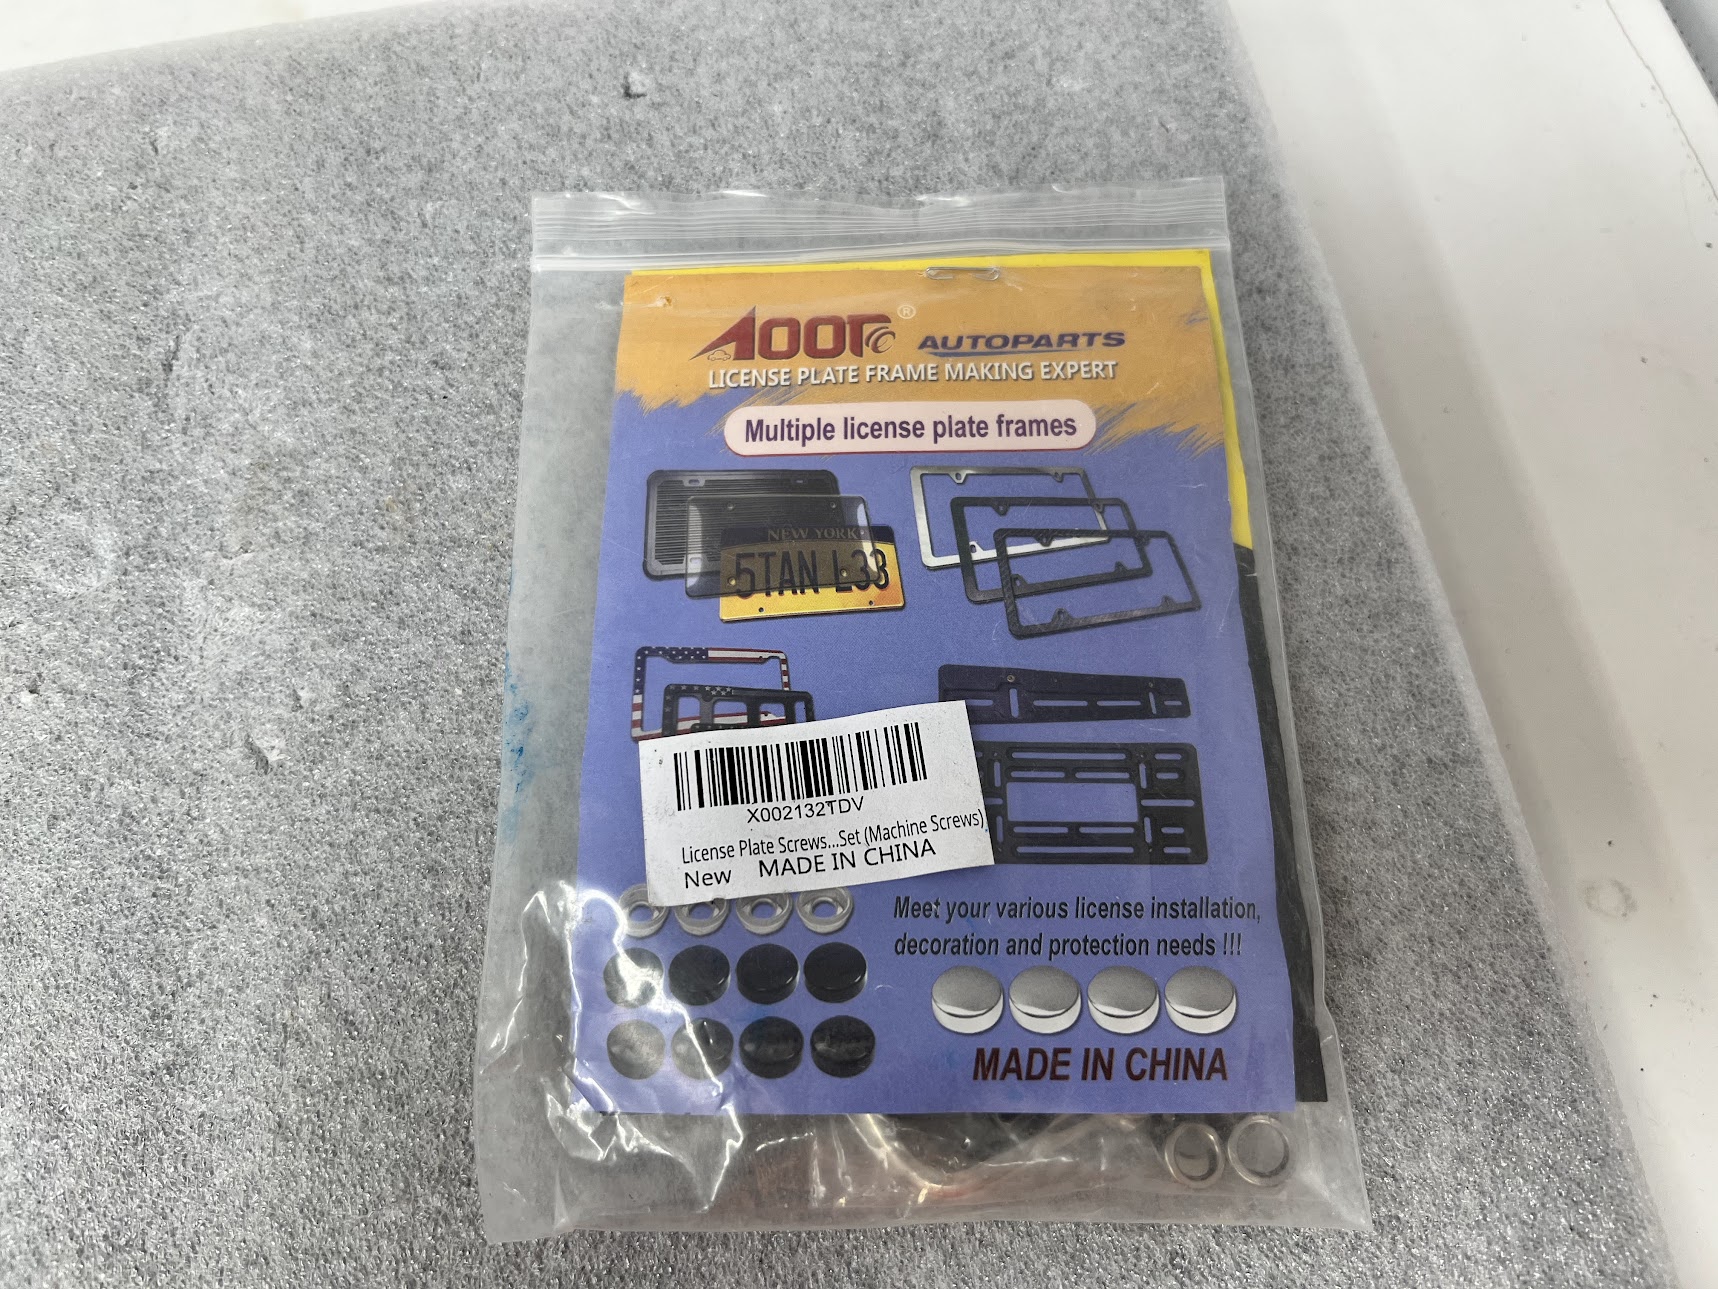 AOOR® AUTOPARTS
LICENSE PLATE FRAME MAKING EXPERT
Multiple license plate frames
NEW YORK
5TAN L33
X002132TDV
License Plate Screws...Set (Machine Screws)
New MADE IN CHINA
Meet your various license installation,
decoration and protection needs !!!
MADE IN CHINA